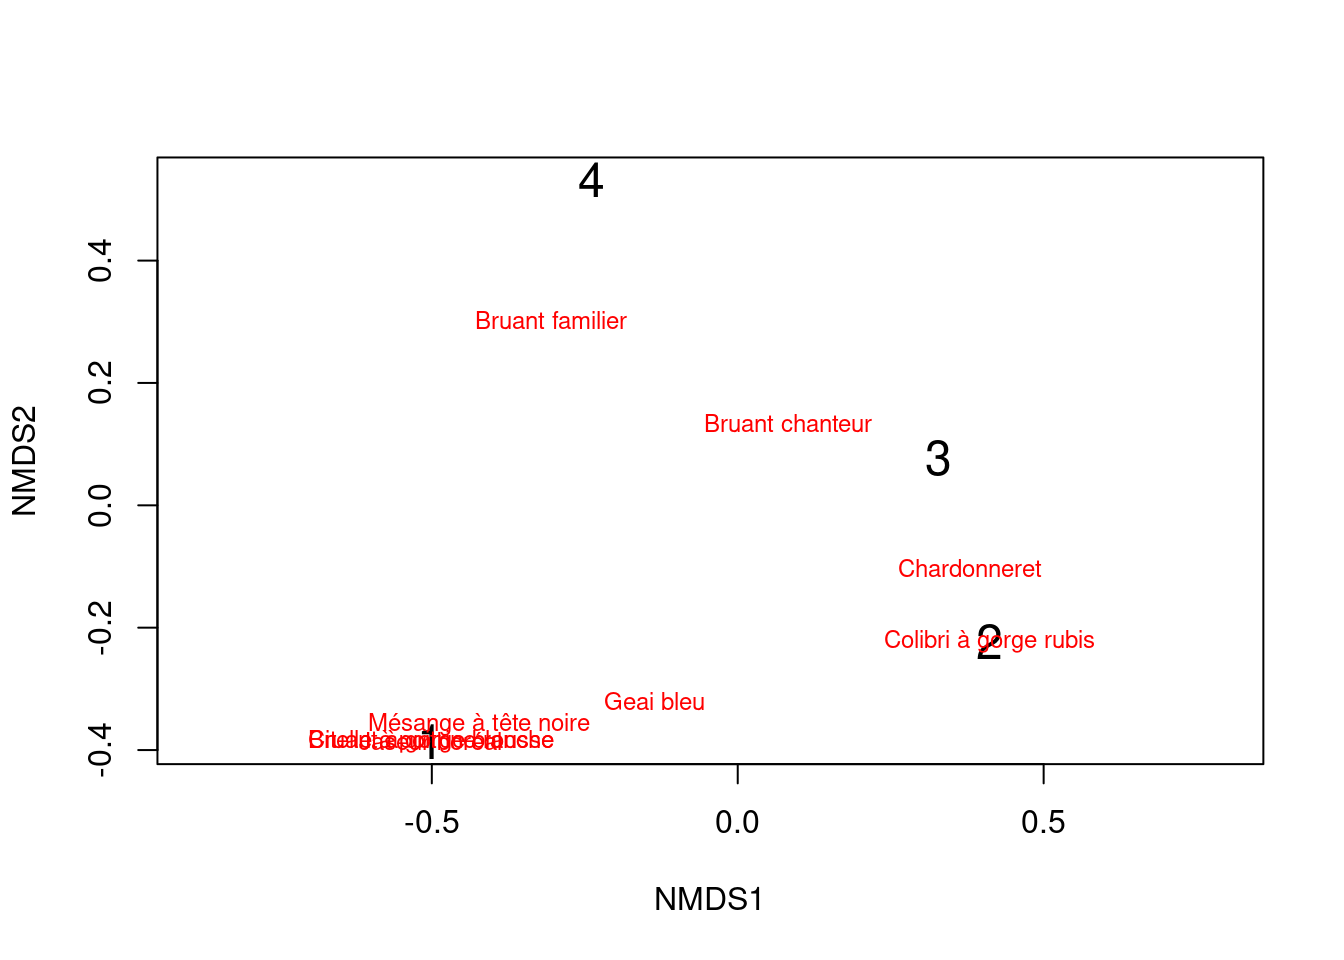 4
0.4
Bruant familier
0.2
Bruant chanteur
3
NMDS2
0.0
Chardonneret
-0.2
Colibri à gorge rubis
2
Geai bleu
Mésange à tête noire
1
-0.4
-0.5
0.0
0.5
NMDS1